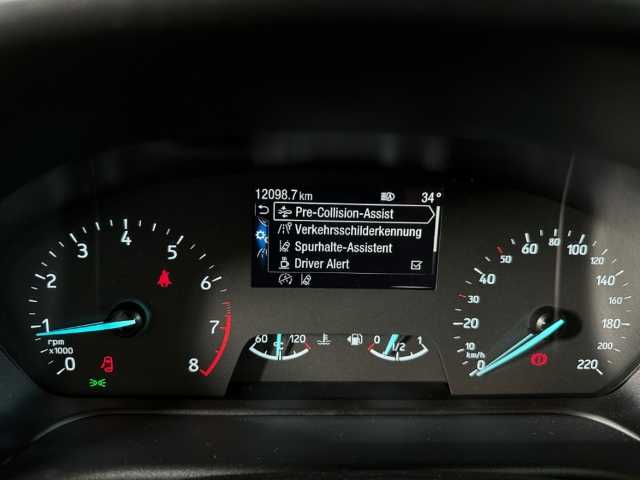 12098.7 km 34°
Pre-Collision-Assist
Verkehrsschilderkennung
Spurhalte-Assistent
Driver Alert
0 1 2 3 4 5 6 7 8
rpm
x1000
60 °C 120
0 1/2 1
0 10 20 30 40 50 60 80 100 120 140 160 180 200 220
km/h